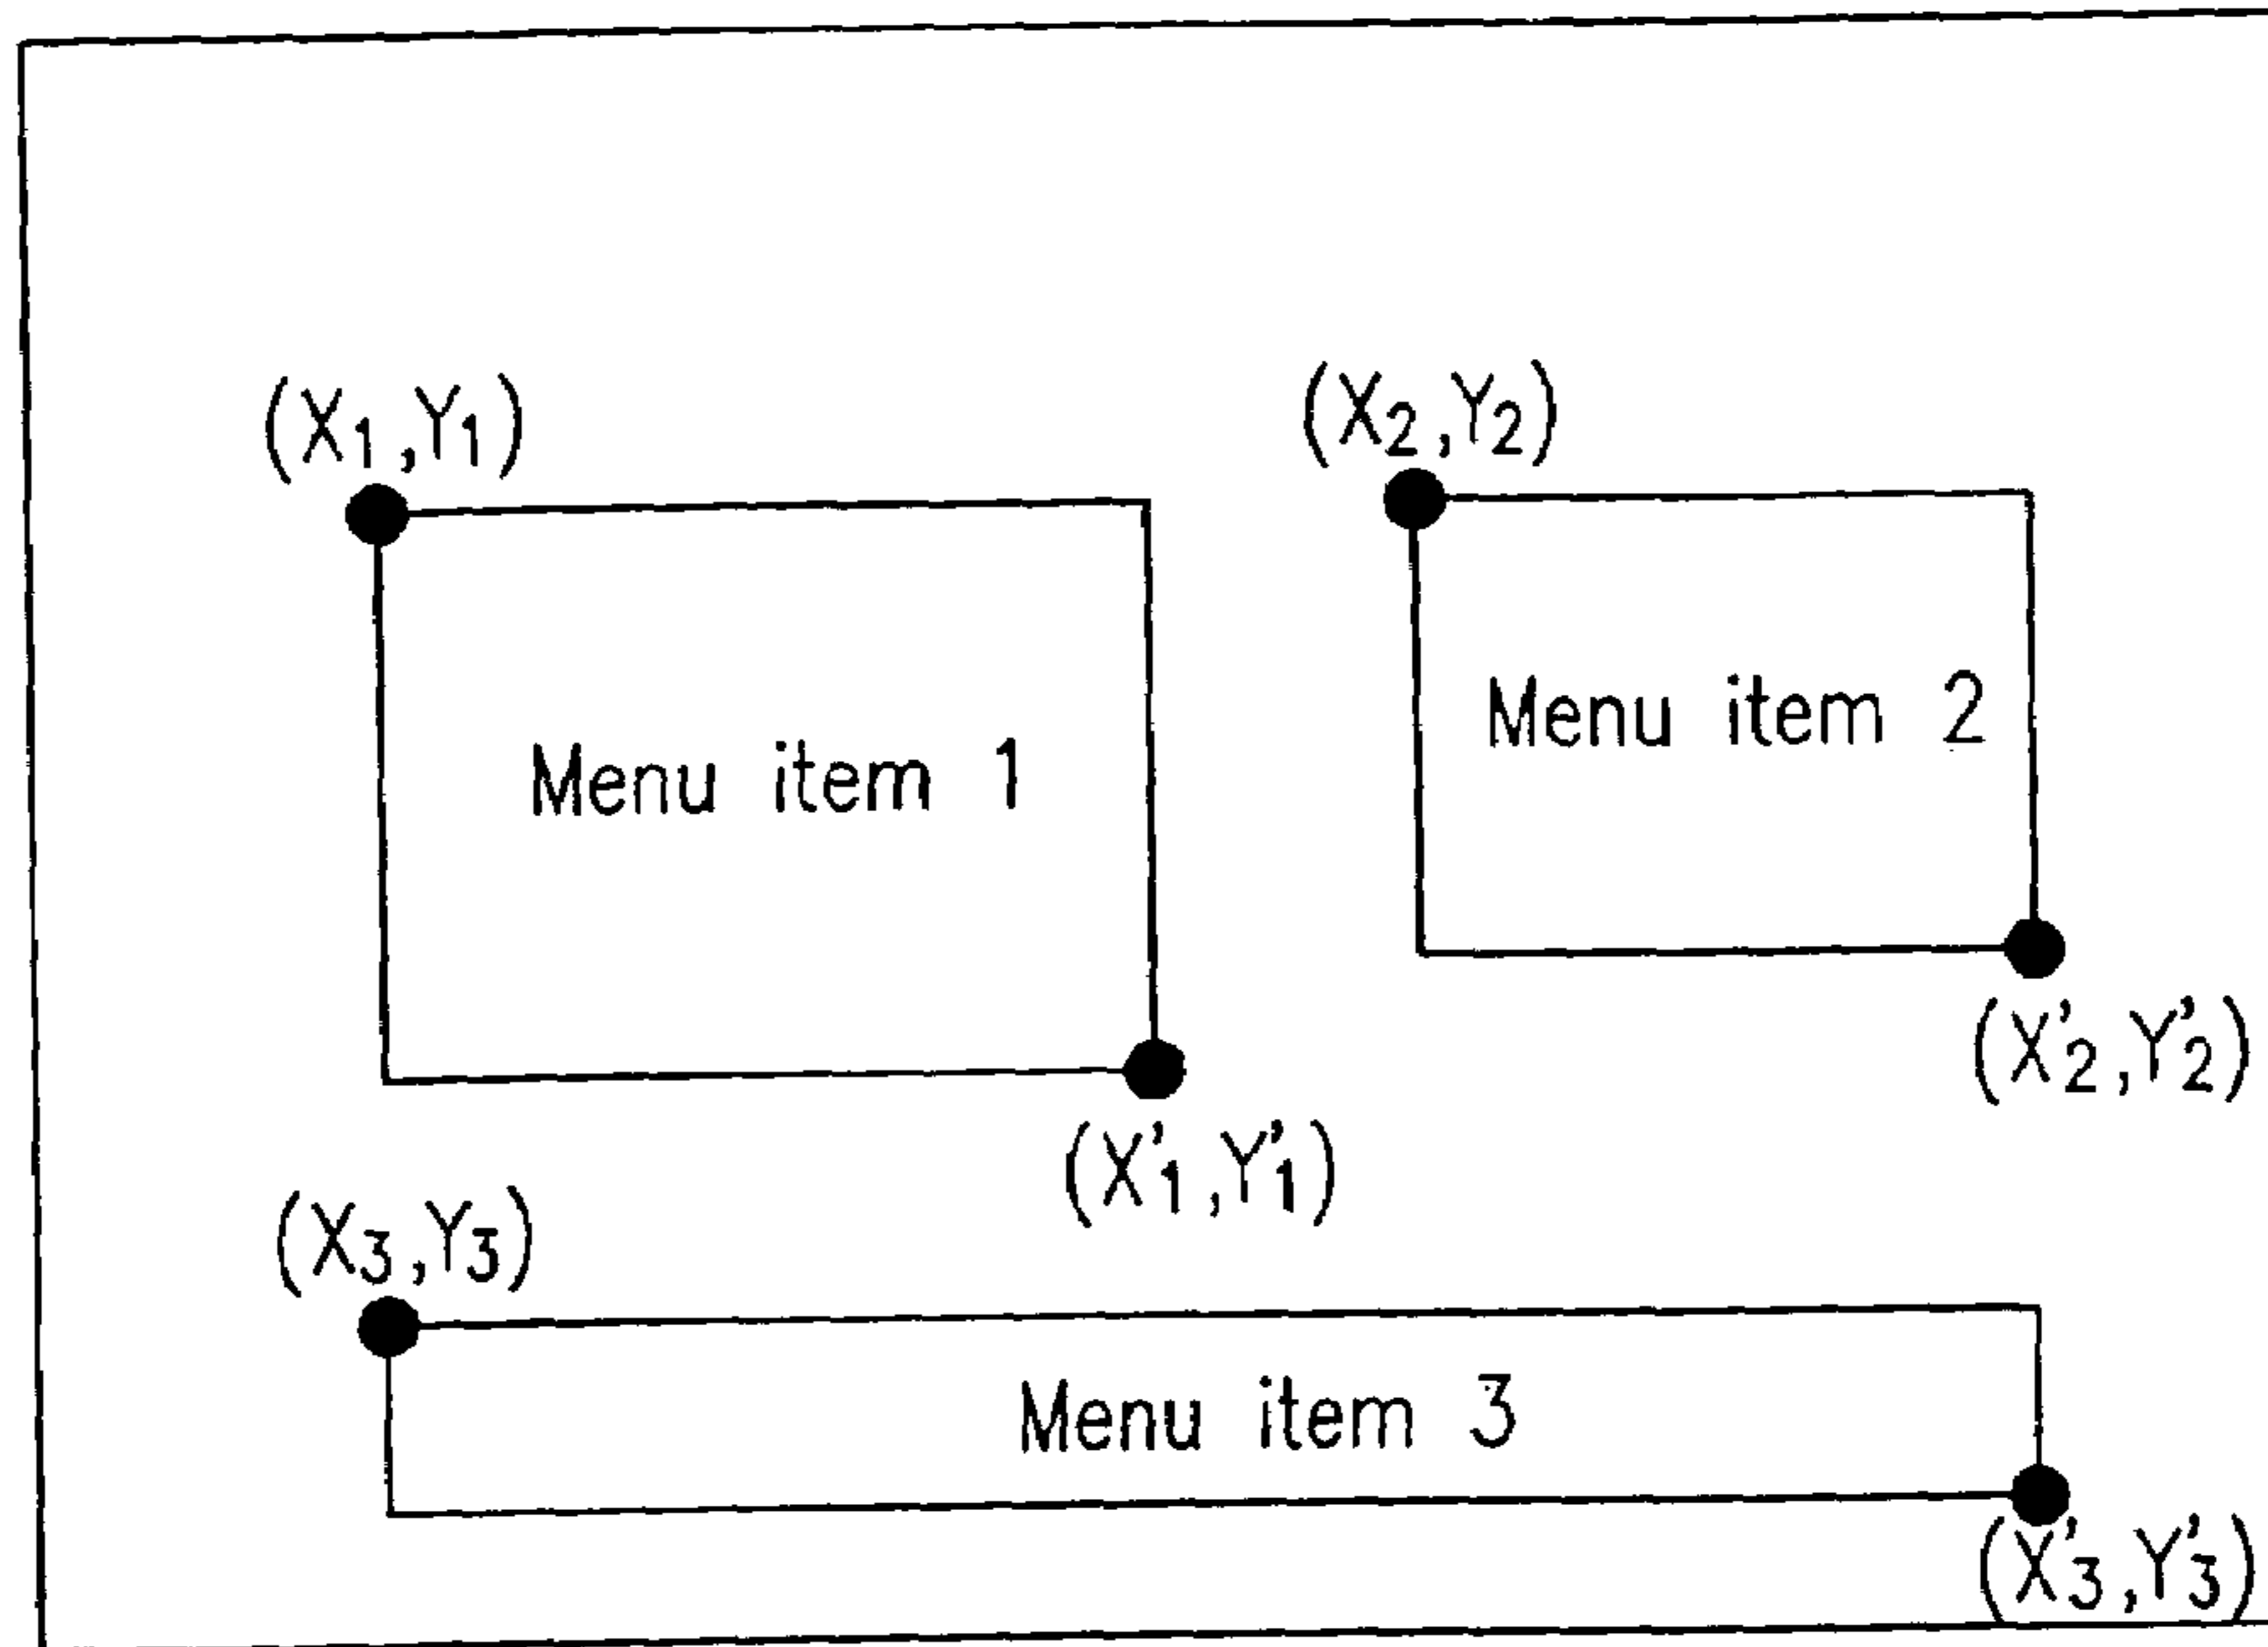 (X₁,Y₁)
(X₂,Y₂)
Menu item 1
Menu item 2
(X'₁,Y'₁)
(X'₂,Y'₂)
(X₃,Y₃)
Menu item 3
(X'₃,Y'₃)